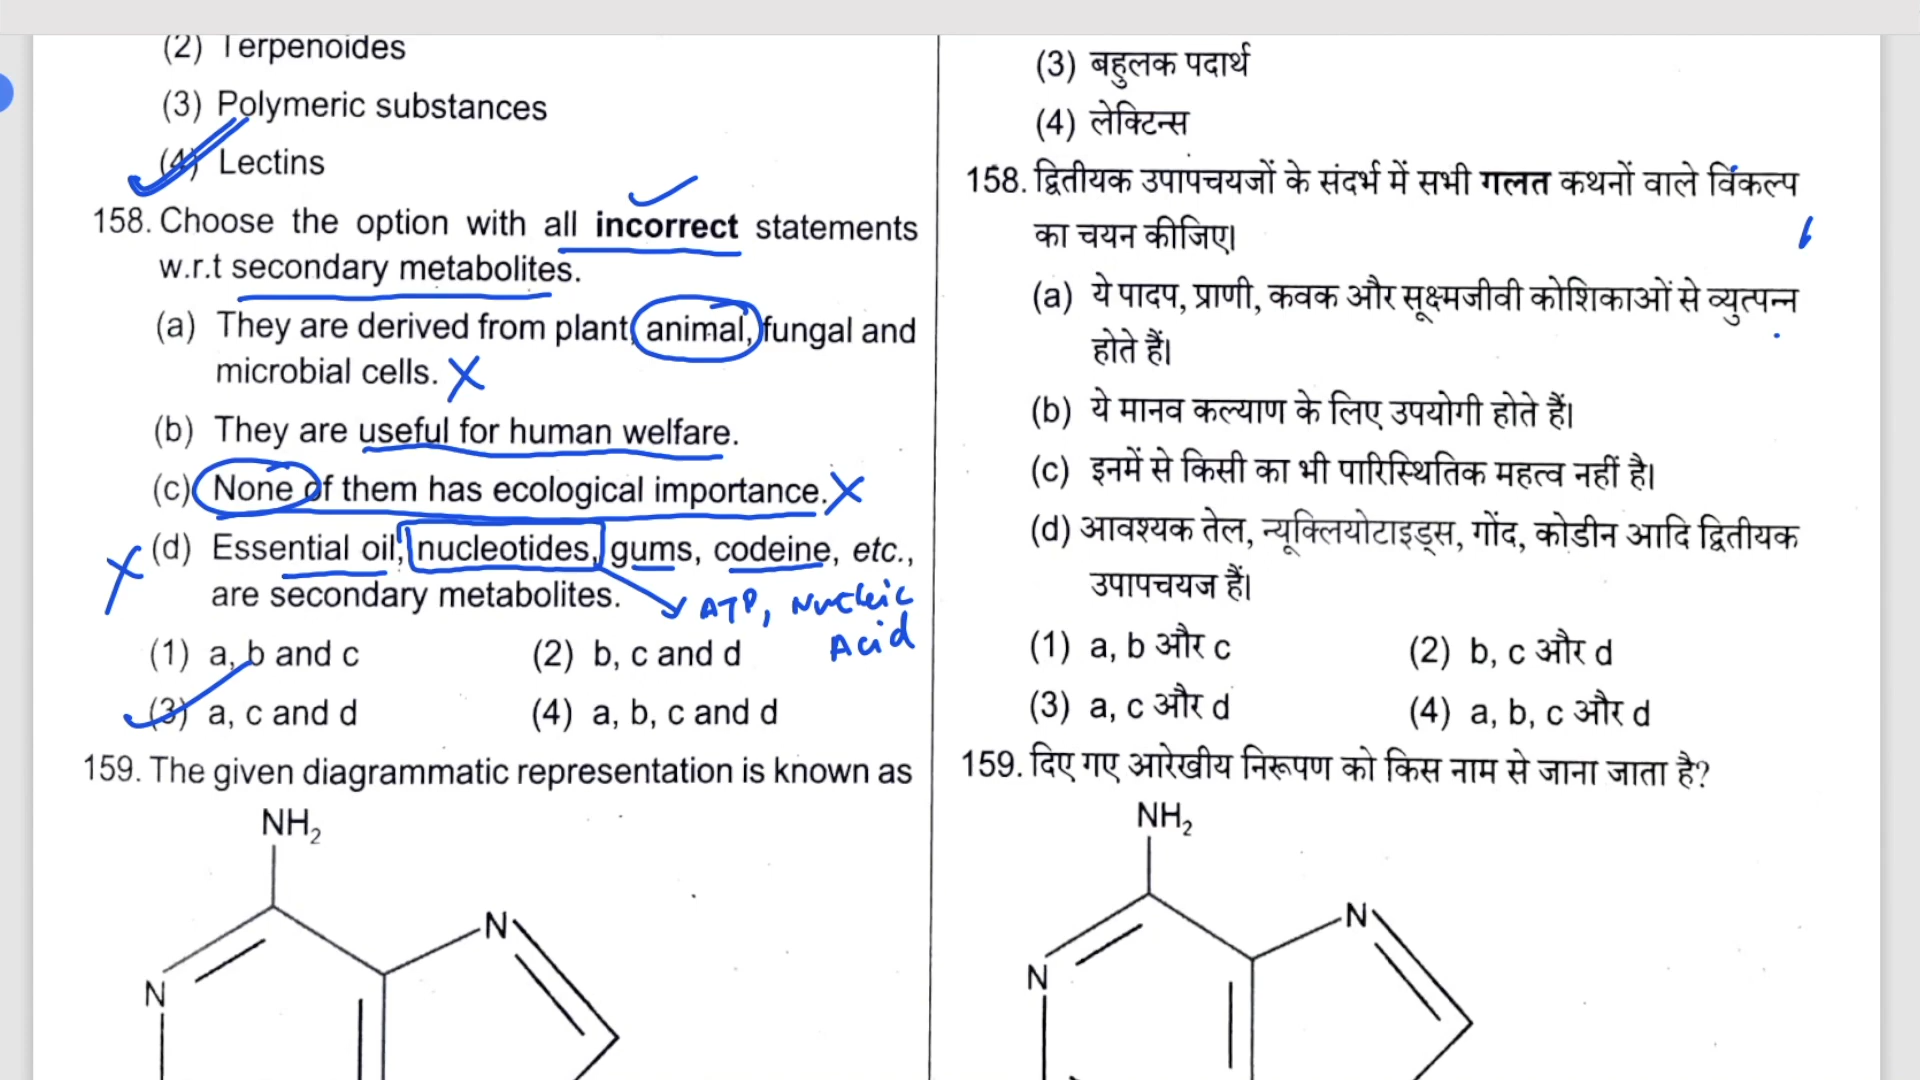 (2) Terpenoides
(3) Polymeric substances
(4) Lectins
158. Choose the option with all incorrect statements
w.r.t secondary metabolites.
(a) They are derived from plant, animal, fungal and
microbial cells. X
(b) They are useful for human welfare.
(c) None of them has ecological importance. X
X (d) Essential oil, nucleotides, gums, codeine, etc.,
are secondary metabolites.
ATP, Nucleic
Acid
(1) a, b and c (2) b, c and d
(3) a, c and d (4) a, b, c and d
159. The given diagrammatic representation is known as
NH₂
N
N
(3) बहुलक पदार्थ
(4) लेक्टिन्स
158. द्वितीयक उपापचयजों के संदर्भ में सभी गलत कथनों वाले विकल्प
का चयन कीजिए।
(a) ये पादप, प्राणी, कवक और सूक्ष्मजीवी कोशिकाओं से व्युत्पन्न
होते हैं।
(b) ये मानव कल्याण के लिए उपयोगी होते हैं।
(c) इनमें से किसी का भी पारिस्थितिक महत्व नहीं है।
(d) आवश्यक तेल, न्यूक्लियोटाइड्स, गोंद, कोडीन आदि द्वितीयक
उपापचयज हैं।
(1) a, b और c (2) b, c और d
(3) a, c और d (4) a, b, c और d
159. दिए गए आरेखीय निरूपण को किस नाम से जाना जाता है?
NH₂
N
N